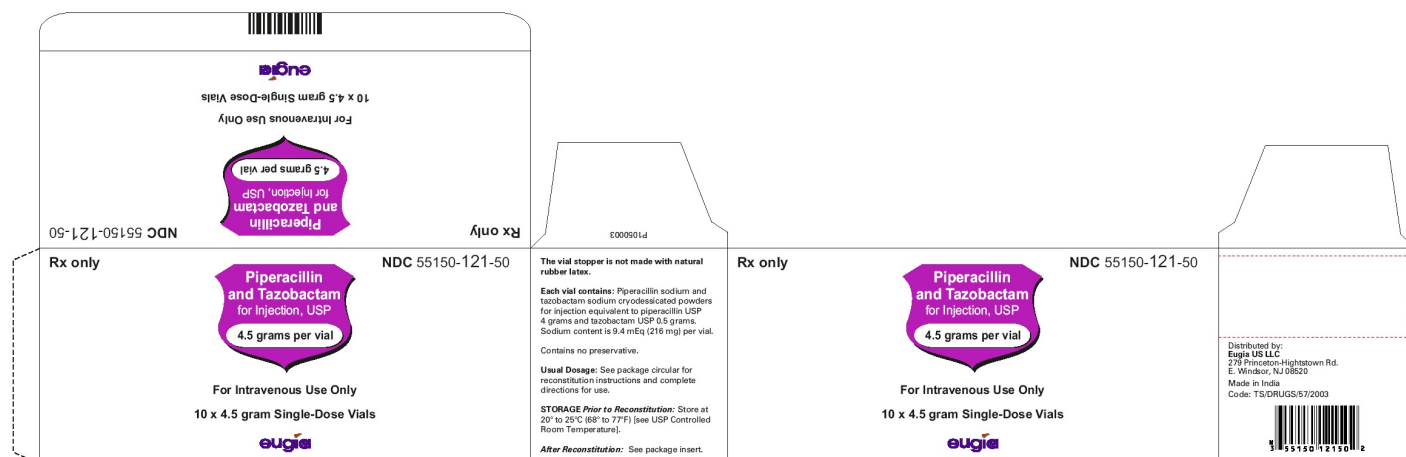 eugia
10 x 4.5 gram Single-Dose Vials
For Intravenous Use Only
4.5 grams per vial
for Injection, USP
and Tazobactam
Piperacillin
NDC 55150-121-50
Rx only
P1050003
Rx only
NDC 55150-121-50
Piperacillin
and Tazobactam
for Injection, USP
4.5 grams per vial
For Intravenous Use Only
10 x 4.5 gram Single-Dose Vials
eugia
The vial stopper is not made with natural
rubber latex.
Each vial contains: Piperacillin sodium and
tazobactam sodium cryodessicated powders
for injection equivalent to piperacillin USP
4 grams and tazobactam USP 0.5 grams.
Sodium content is 9.4 mEq (216 mg) per vial.
Contains no preservative.
Usual Dosage: See package circular for
reconstitution instructions and complete
directions for use.
STORAGE Prior to Reconstitution: Store at
20° to 25°C (68° to 77°F) [see USP Controlled
Room Temperature].
After Reconstitution: See package insert.
Rx only
NDC 55150-121-50
Piperacillin
and Tazobactam
for Injection, USP
4.5 grams per vial
For Intravenous Use Only
10 x 4.5 gram Single-Dose Vials
eugia
Distributed by:
Eugia US LLC
279 Princeton-Hightstown Rd.
E. Windsor, NJ 08520
Made in India
Code: TS/DRUGS/57/2003
N
3 55150 12150 2